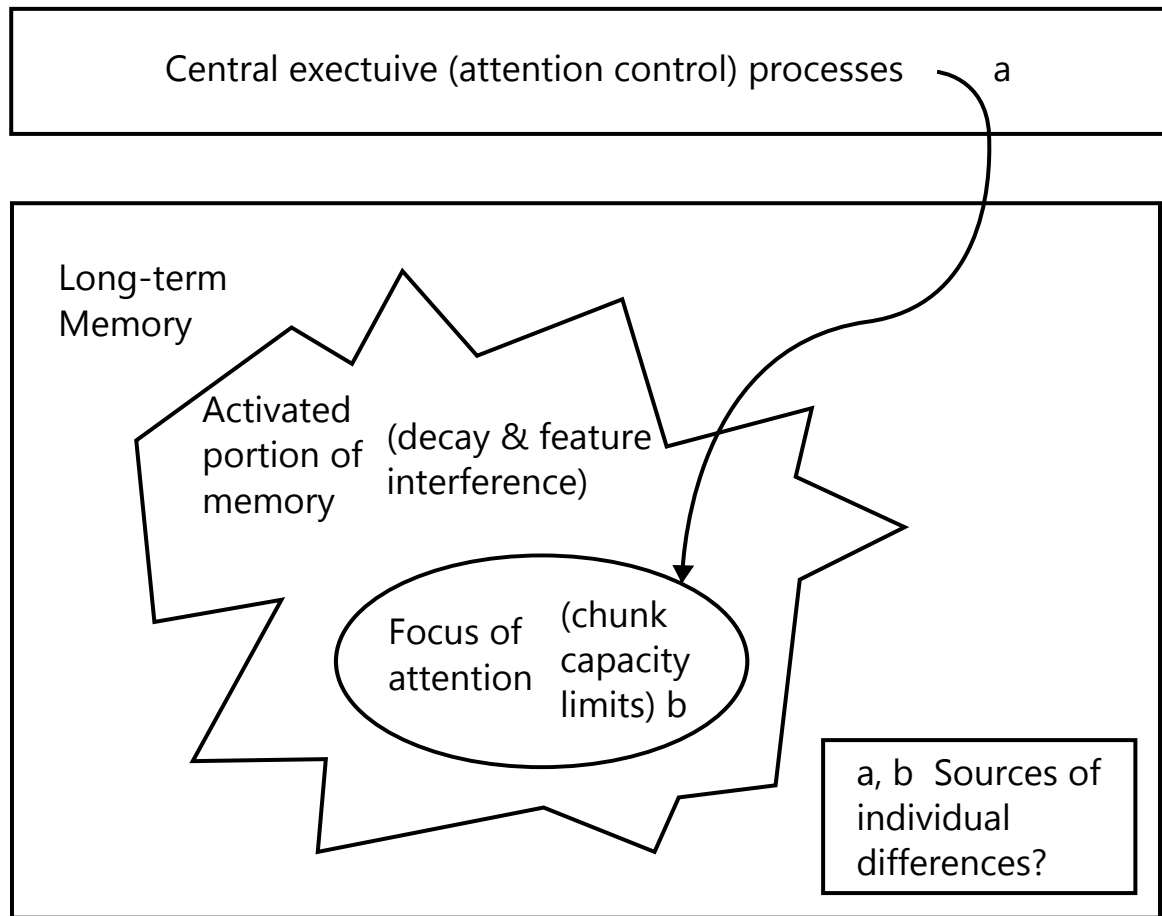 Central exectuive (attention control) processes a
Long-term
Memory
Activated
portion of
memory
(decay & feature
interference)
Focus of
attention
(chunk
capacity
limits) b
a, b Sources of
individual
differences?